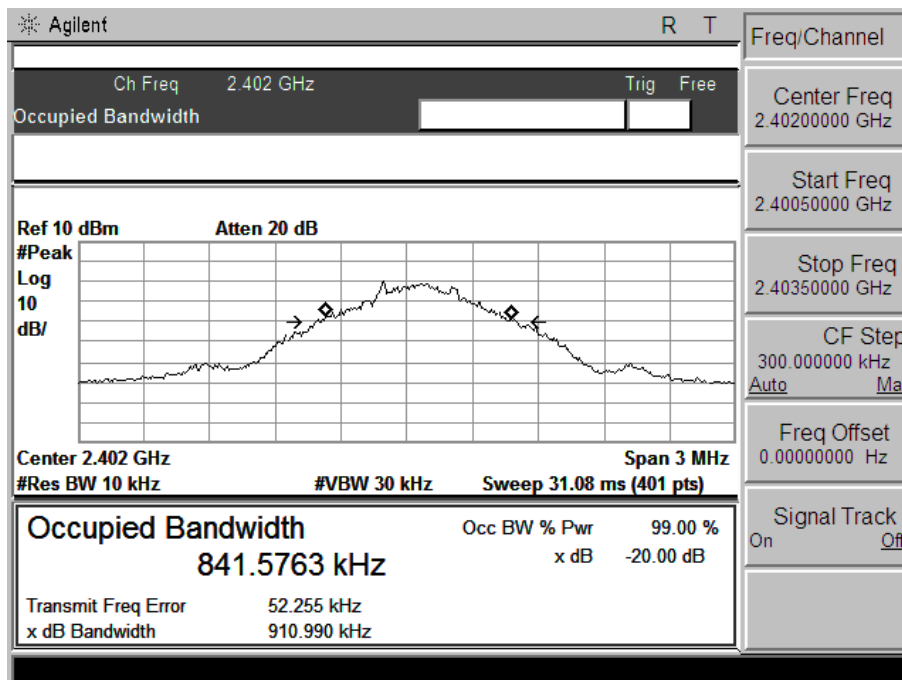 Agilent R T
Freq/Channel
Ch Freq 2.402 GHz Trig Free
Occupied Bandwidth
Center Freq
2.40200000 GHz
Start Freq
2.40050000 GHz
Stop Freq
2.40350000 GHz
CF Step
300.000000 kHz
Auto Ma
Freq Offset
0.00000000 Hz
Signal Track
On Off
Ref 10 dBm Atten 20 dB
#Peak
Log
10
dB/
Center 2.402 GHz Span 3 MHz
#Res BW 10 kHz #VBW 30 kHz Sweep 31.08 ms (401 pts)
Occupied Bandwidth
841.5763 kHz
Occ BW % Pwr 99.00 %
x dB -20.00 dB
Transmit Freq Error 52.255 kHz
x dB Bandwidth 910.990 kHz